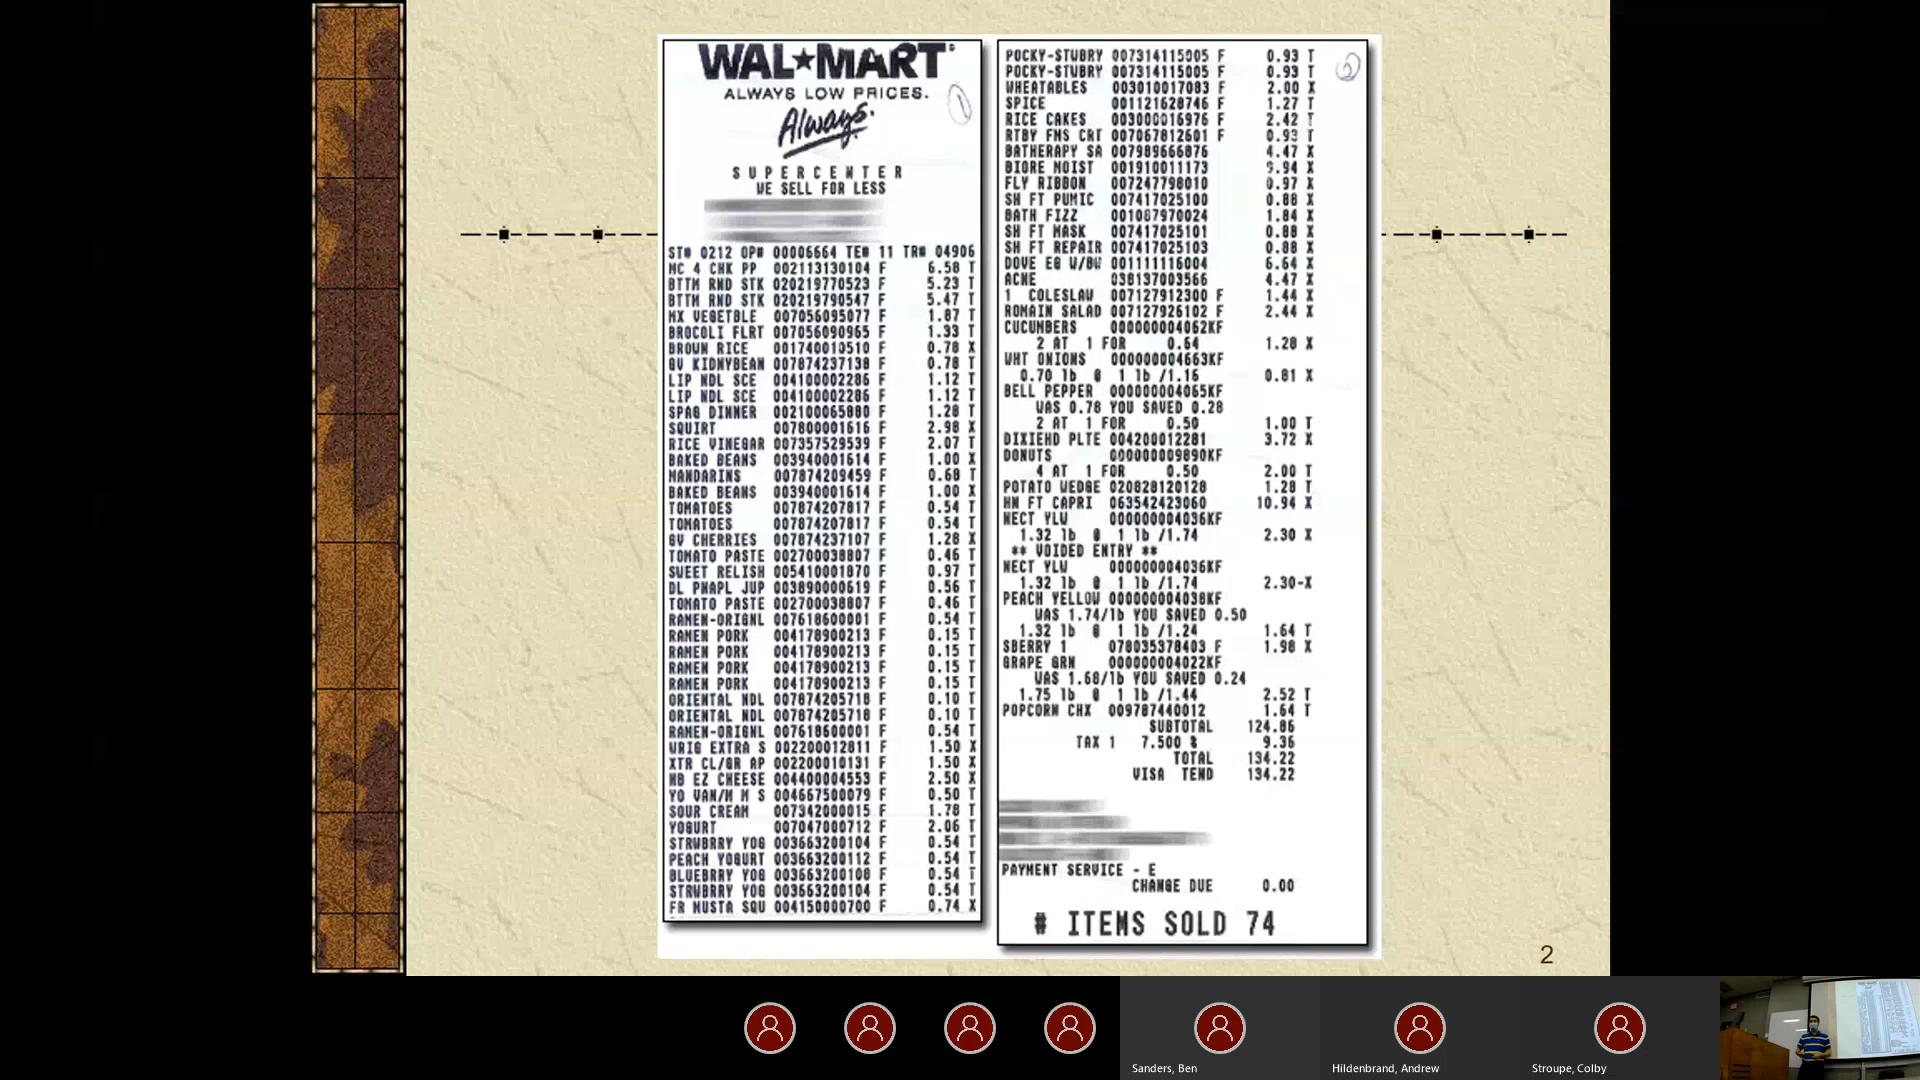 WAL★MART
ALWAYS LOW PRICES.
Always.
SUPERCENTER
WE SELL FOR LESS
ST# 0212 OP# 00006664 TE# 11 TR# 04906
MC 4 CHK PP 002113130104 F 6.58 T
BTTM RND STK 020219770523 F 5.23 T
BTTM RND STK 020219790547 F 5.47 T
MX VEGETBLE 007056095077 F 1.87 T
BROCOLI FLRT 007056090965 F 1.33 T
BROWN RICE 001740010510 F 0.78 X
GV KIDNYBEAN 007874237138 F 0.78 T
LIP NDL SCE 004100002286 F 1.12 T
LIP NDL SCE 004100002286 F 1.12 T
SPAG DINNER 002100065880 F 1.28 T
SQUIRT 007800001616 F 2.98 X
RICE VINEGAR 007357529539 F 2.07 T
BAKED BEANS 003940001614 F 1.00 X
MANDARINS 007874209459 F 0.68 T
BAKED BEANS 003940001614 F 1.00 X
TOMATOES 007874207817 F 0.54 T
TOMATOES 007874207817 F 0.54 T
GV CHERRIES 007874237107 F 1.28 X
TOMATO PASTE 002700038807 F 0.46 T
SWEET RELISH 005410001870 F 0.97 T
DL PNAPL JUP 003890000619 F 0.56 T
TOMATO PASTE 002700038807 F 0.46 T
RAMEN-ORIGNL 007618600001 F 0.54 T
RAMEN PORK 004178900213 F 0.15 T
RAMEN PORK 004178900213 F 0.15 T
RAMEN PORK 004178900213 F 0.15 T
RAMEN PORK 004178900213 F 0.15 T
ORIENTAL NDL 007874205718 F 0.10 T
ORIENTAL NDL 007874205718 F 0.10 T
RAMEN-ORIGNL 007618600001 F 0.54 T
WRIG EXTRA S 002200012811 F 1.50 X
XTR CL/GR AP 002200010131 F 1.50 X
NB EZ CHEESE 004400004553 F 2.50 X
YO VAN/M M S 004667500079 F 0.50 T
SOUR CREAM 007342000015 F 1.78 T
YOGURT 007047000712 F 2.06 T
STRWBRRY YOG 003663200104 F 0.54 T
PEACH YOGURT 003663200112 F 0.54 T
BLUEBRRY YOG 003663200108 F 0.54 T
STRWBRRY YOG 003663200104 F 0.54 T
FR MUSTA SQU 004150000700 F 0.74 X
1
POCKY-STWBRY 007314115005 F 0.93 T
POCKY-STWBRY 007314115005 F 0.93 T
WHEATABLES 003010017083 F 2.00 X
SPICE 001121628746 F 1.27 T
RICE CAKES 003000016976 F 2.42 T
RTBY FNS CRT 007067812601 F 0.93 T
BATHERAPY SA 007989666876 4.47 X
BIORE MOIST 001910011173 9.94 X
FLY RIBBON 007247798010 0.97 X
SH FT PUMIC 007417025100 0.88 X
BATH FIZZ 001087970024 1.84 X
SH FT MASK 007417025101 0.88 X
SH FT REPAIR 007417025103 0.88 X
DOVE EG W/BW 001111116004 6.64 X
ACNE 038137003566 4.47 X
1 COLESLAW 007127912300 F 1.44 X
ROMAIN SALAD 007127926102 F 2.44 X
CUCUMBERS 000000004062KF
2 AT 1 FOR 0.64 1.28 X
WHT ONIONS 000000004663KF
0.70 lb @ 1 lb /1.16 0.81 X
BELL PEPPER 000000004065KF
WAS 0.78 YOU SAVED 0.28
2 AT 1 FOR 0.50 1.00 T
DIXIEHD PLTE 004200012281 3.72 X
DONUTS 000000009890KF
4 AT 1 FOR 0.50 2.00 T
POTATO WEDGE 020828120128 1.28 T
HN FT CAPRI 063542423060 10.94 X
NECT YLW 000000004036KF
1.32 lb @ 1 lb /1.74 2.30 X
** VOIDED ENTRY **
NECT YLW 000000004036KF
1.32 lb @ 1 lb /1.74 2.30-X
PEACH YELLOW 000000004038KF
WAS 1.74/lb YOU SAVED 0.50
1.32 lb @ 1 lb /1.24 1.64 T
SBERRY 1 078035378403 F 1.98 X
GRAPE GRN 000000004022KF
WAS 1.68/lb YOU SAVED 0.24
1.75 lb @ 1 lb /1.44 2.52 T
POPCORN CHX 009787440012 1.64 T
SUBTOTAL 124.86
TAX 1 7.500 % 9.36
TOTAL 134.22
VISA TEND 134.22
PAYMENT SERVICE - E
CHANGE DUE 0.00
# ITEMS SOLD 74
2
2
Sanders, Ben
Hildenbrand, Andrew
Stroupe, Colby